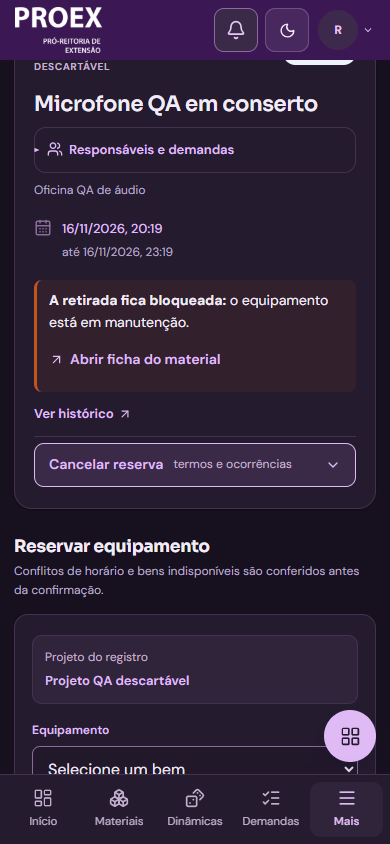 PROEX
PRÓ-REITORIA DE
EXTENSÃO
R
DESCARTÁVEL
Microfone QA em conserto
Responsáveis e demandas
Oficina QA de áudio
16/11/2026, 20:19
até 16/11/2026, 23:19
A retirada fica bloqueada: o equipamento
está em manutenção.
Abrir ficha do material
Ver histórico
Cancelar reserva termos e ocorrências
Reservar equipamento
Conflitos de horário e bens indisponíveis são conferidos antes
da confirmação.
Projeto do registro
Projeto QA descartável
Equipamento
Selecione um bem
Início Materiais Dinâmicas Demandas Mais